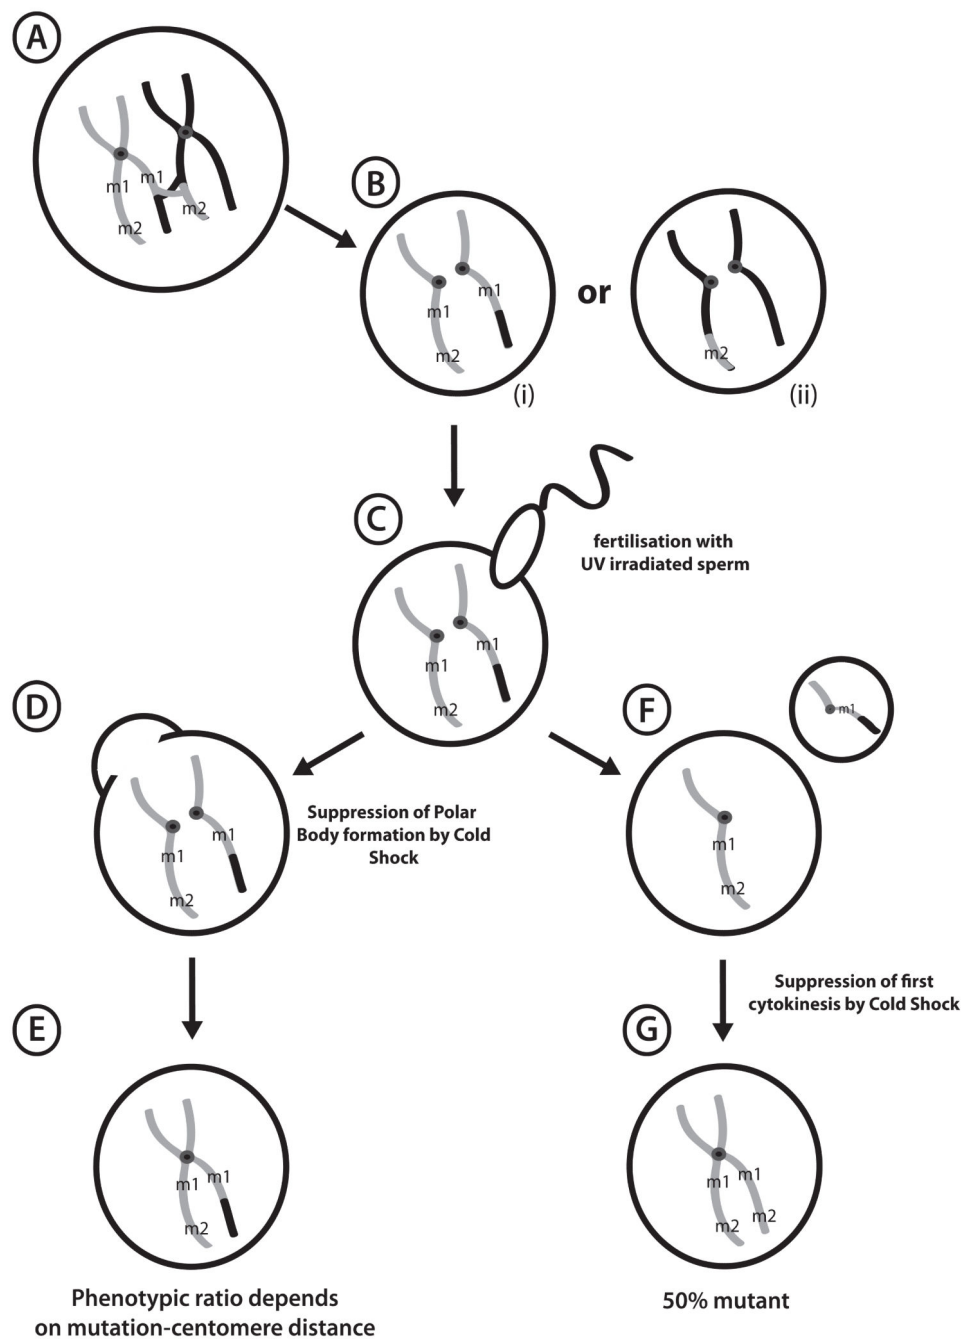 A
m1
m1
m2
m2
B
m1
m2
m1
(i)
or
m2
(ii)
C
fertilisation with
UV irradiated sperm
m1
m2
m1
D
m1
m2
m1
Suppression of Polar
Body formation by Cold
Shock
F
m1
m1
m2
E
m1
m1
m2
Phenotypic ratio depends
on mutation-centomere distance
Suppression of first
cytokinesis by Cold Shock
G
m1
m1
m2
m2
50% mutant